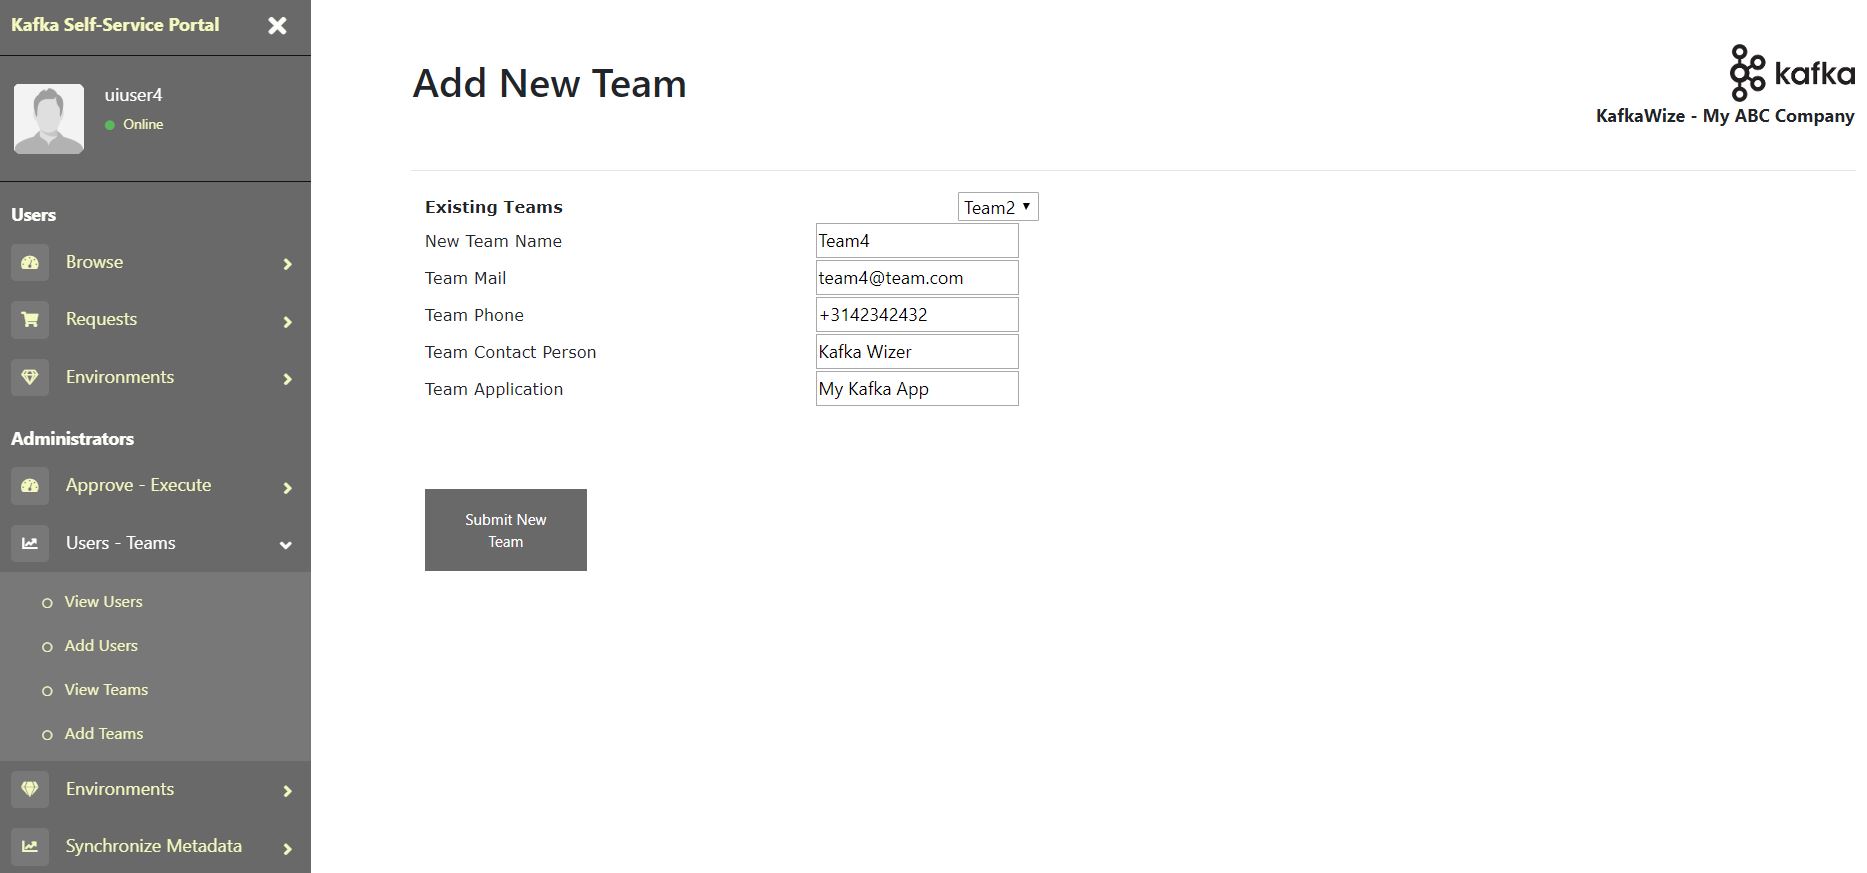 Kafka Self-Service Portal
uiuser4
Online
Users
Browse
Requests
Environments
Administrators
Approve - Execute
Users - Teams
View Users
Add Users
View Teams
Add Teams
Environments
Synchronize Metadata
Add New Team
kafka
KafkaWize - My ABC Company
Existing Teams Team2
New Team Name Team4
Team Mail team4@team.com
Team Phone +3142342432
Team Contact Person Kafka Wizer
Team Application My Kafka App
Submit New
Team